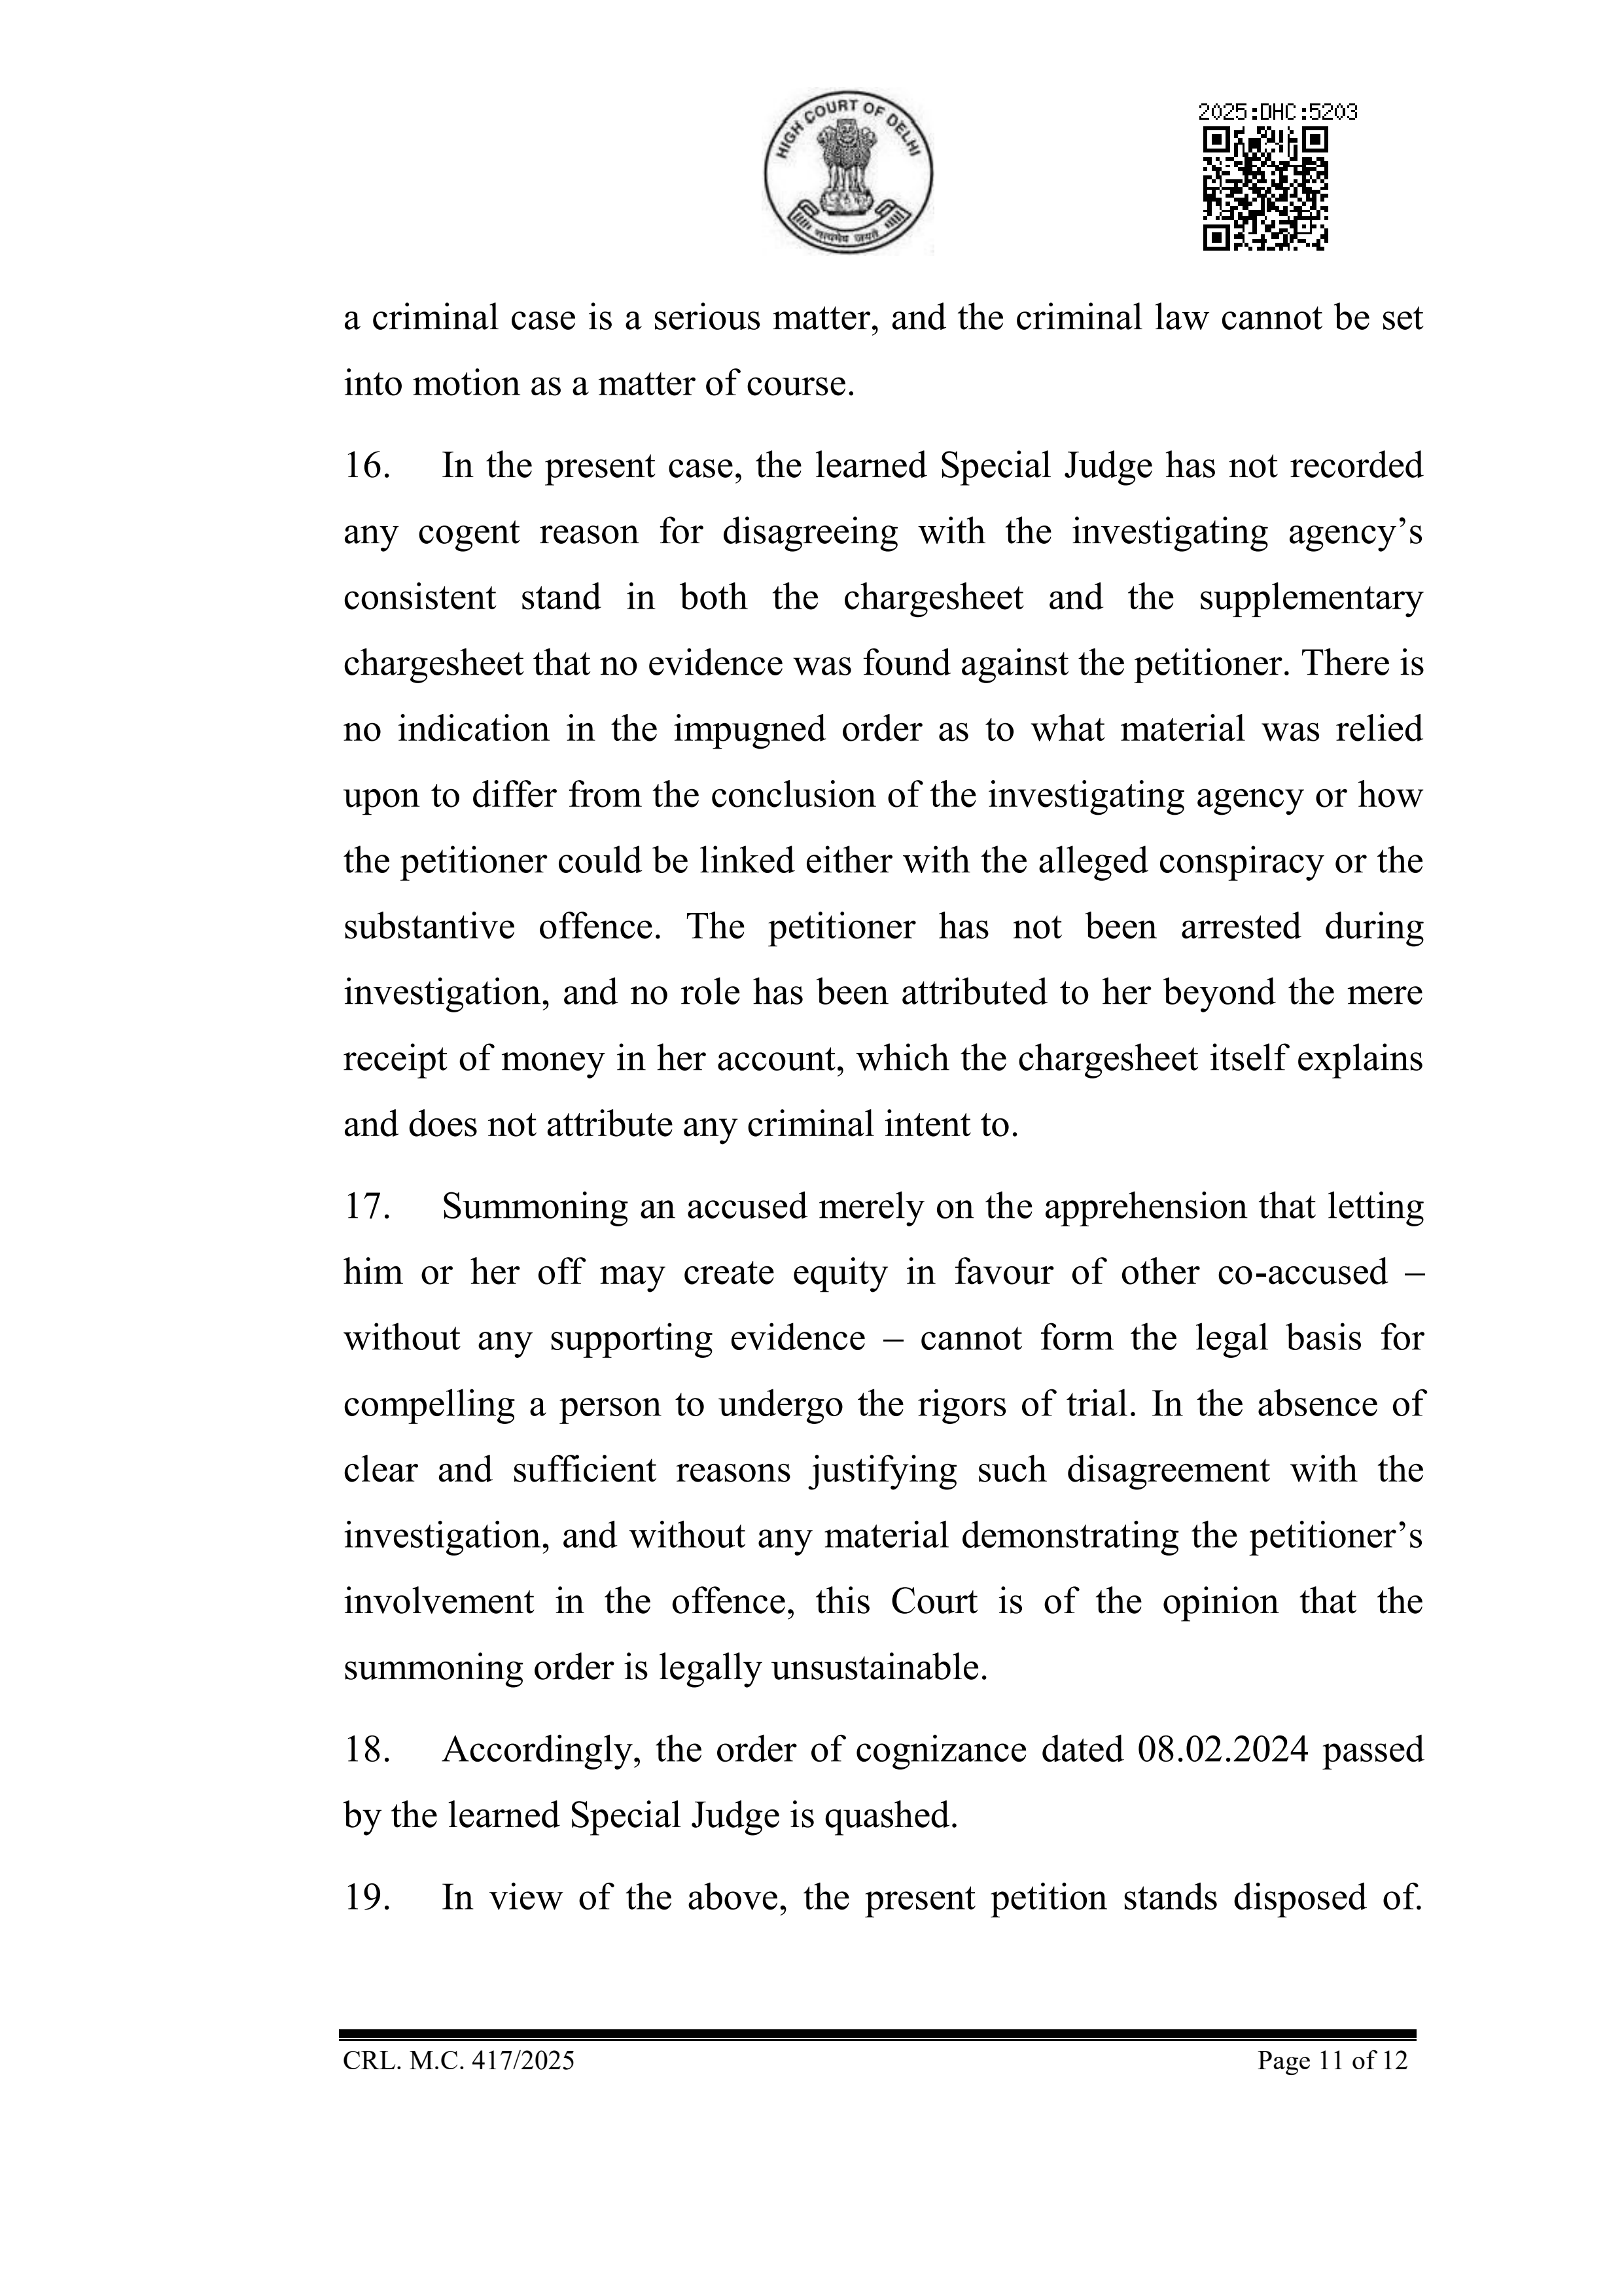 HIGH COURT OF DELHI
सत्यमेव जयते
2025:DHC:5203
a criminal case is a serious matter, and the criminal law cannot be set
into motion as a matter of course.
16. In the present case, the learned Special Judge has not recorded
any cogent reason for disagreeing with the investigating agency’s
consistent stand in both the chargesheet and the supplementary
chargesheet that no evidence was found against the petitioner. There is
no indication in the impugned order as to what material was relied
upon to differ from the conclusion of the investigating agency or how
the petitioner could be linked either with the alleged conspiracy or the
substantive offence. The petitioner has not been arrested during
investigation, and no role has been attributed to her beyond the mere
receipt of money in her account, which the chargesheet itself explains
and does not attribute any criminal intent to.
17. Summoning an accused merely on the apprehension that letting
him or her off may create equity in favour of other co-accused –
without any supporting evidence – cannot form the legal basis for
compelling a person to undergo the rigors of trial. In the absence of
clear and sufficient reasons justifying such disagreement with the
investigation, and without any material demonstrating the petitioner’s
involvement in the offence, this Court is of the opinion that the
summoning order is legally unsustainable.
18. Accordingly, the order of cognizance dated 08.02.2024 passed
by the learned Special Judge is quashed.
19. In view of the above, the present petition stands disposed of.
CRL. M.C. 417/2025 Page 11 of 12